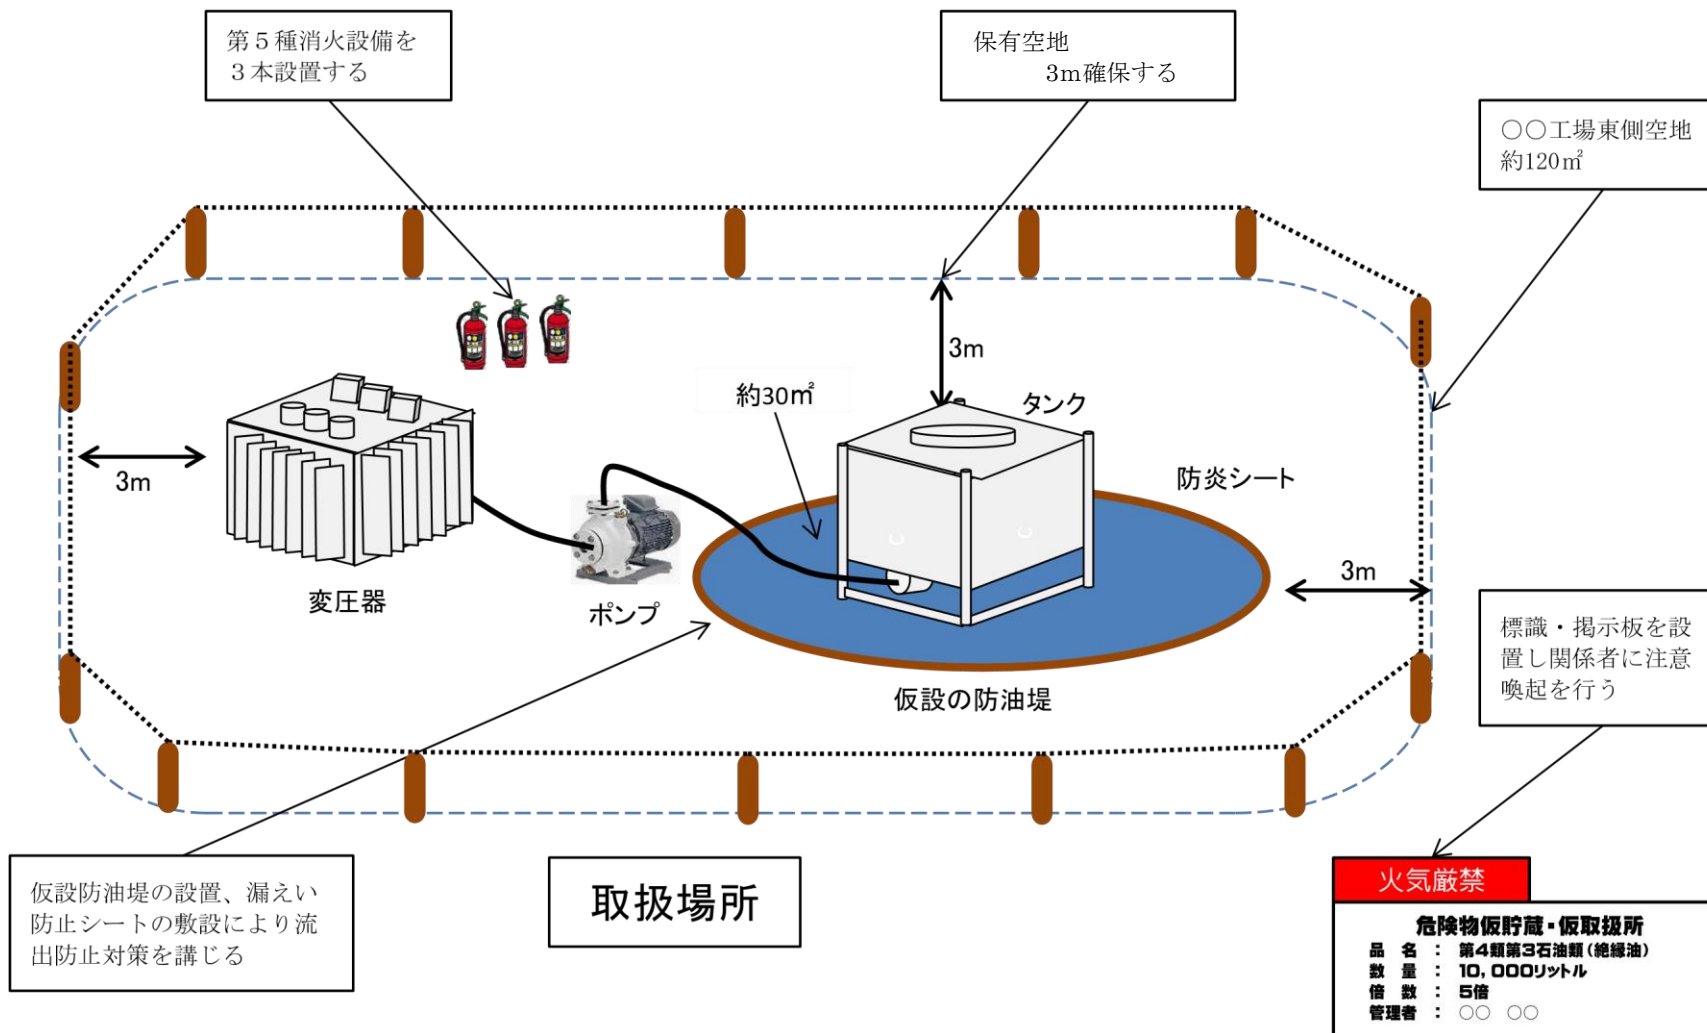 第５種消火設備を
３本設置する
保有空地
3m確保する
○○工場東側空地
約120㎡
3m
約30㎡
タンク
防炎シート
3m
3m
変圧器
ポンプ
仮設の防油堤
標識・掲示板を設
置し関係者に注意
喚起を行う
仮設防油堤の設置、漏えい
防止シートの敷設により流
出防止対策を講じる
取扱場所
火気厳禁
危険物仮貯蔵・仮取扱所
品　名　：　第4類第3石油類（絶縁油）
数　量　：　10，000リットル
倍　数　：　5倍
管理者　：　○○　○○